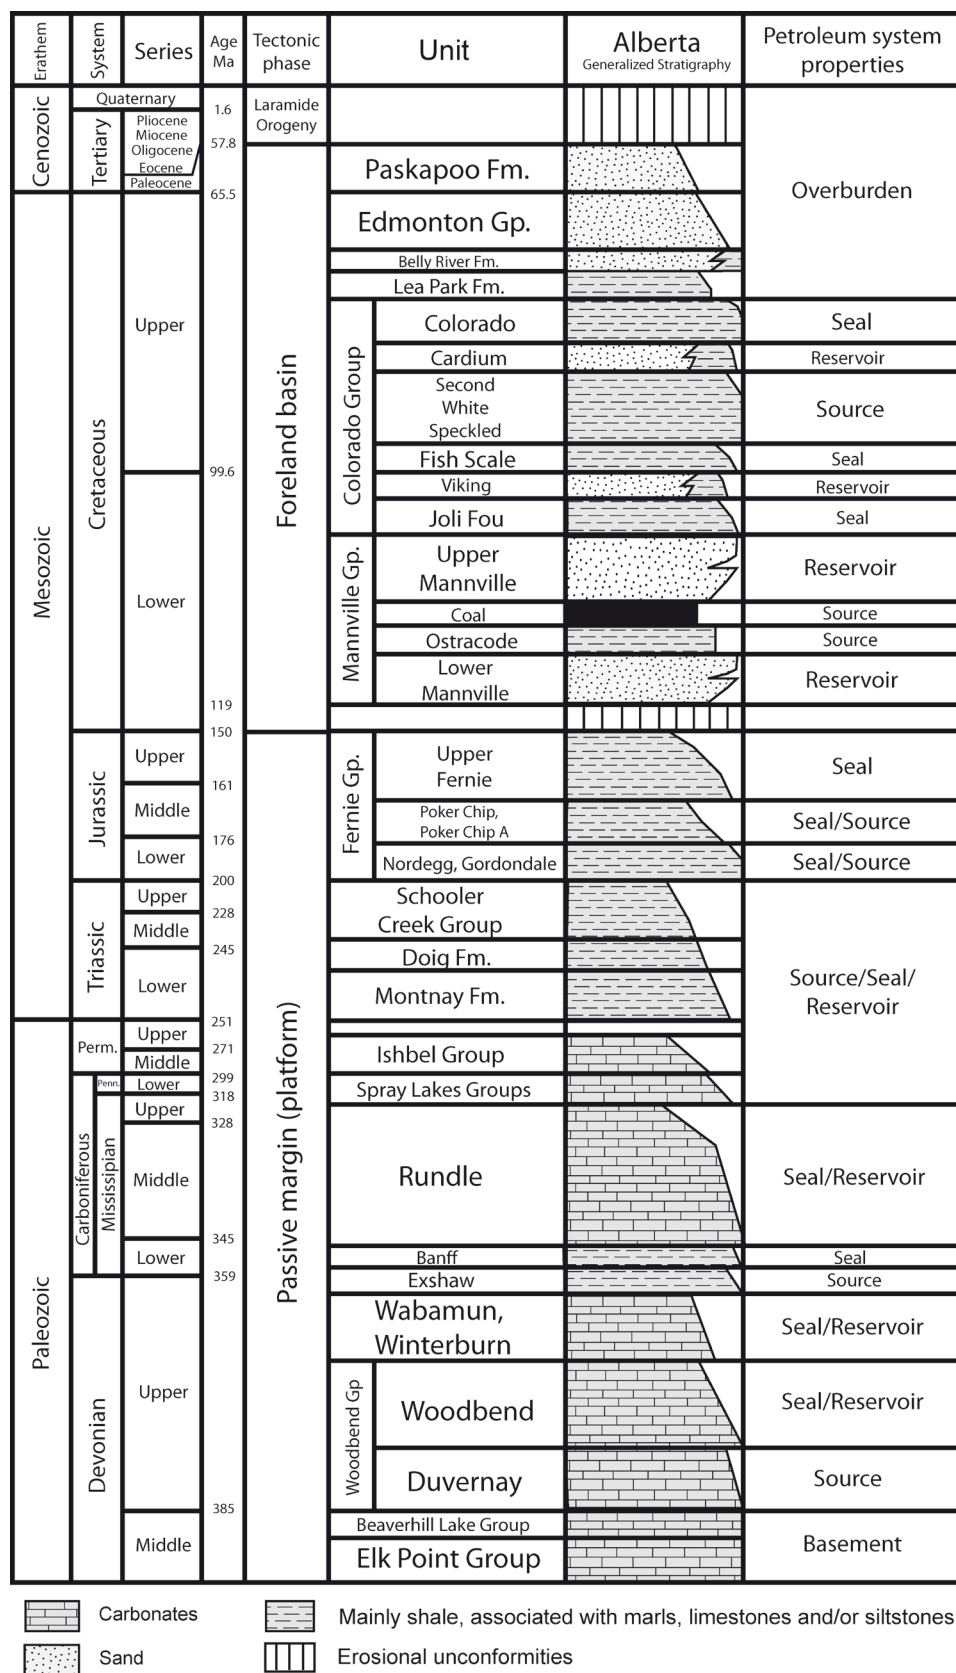 Erathem
System
Series
Age
Ma
Tectonic
phase
Unit
Alberta
Generalized Stratigraphy
Petroleum system
properties
Cenozoic
Quaternary
Tertiary
Pliocene
Miocene
Oligocene
Eocene
Paleocene
1.6
57.8
65.5
Laramide
Orogeny
Paskapoo Fm.
Overburden
Mesozoic
Cretaceous
Upper
Foreland basin
Edmonton Gp.
Belly River Fm.
Lea Park Fm.
Colorado Group
Colorado
Seal
Cardium
Reservoir
Second
White
Speckled
Source
Fish Scale
Seal
99.6
Lower
Viking
Reservoir
Joli Fou
Seal
Mannville Gp.
Upper
Mannville
Reservoir
Coal
Source
Ostracode
Source
Lower
Mannville
Reservoir
119
150
Jurassic
Upper
161
Middle
176
Lower
200
Passive margin (platform)
Fernie Gp.
Upper
Fernie
Seal
Poker Chip,
Poker Chip A
Seal/Source
Nordegg, Gordondale
Seal/Source
Triassic
Upper
228
Middle
245
Lower
251
Schooler
Creek Group
Doig Fm.
Montnay Fm.
Source/Seal/
Reservoir
Paleozoic
Perm.
Upper
271
Middle
299
Ishbel Group
Carboniferous
Penn.
Lower
318
Spray Lakes Groups
Mississipian
Upper
328
Middle
345
Lower
359
Rundle
Seal/Reservoir
Banff
Seal
Exshaw
Source
Devonian
Upper
385
Middle
Wabamun,
Winterburn
Seal/Reservoir
Woodbend Gp
Woodbend
Seal/Reservoir
Duvernay
Source
Beaverhill Lake Group
Elk Point Group
Basement
Carbonates
Mainly shale, associated with marls, limestones and/or siltstones
Sand
Erosional unconformities